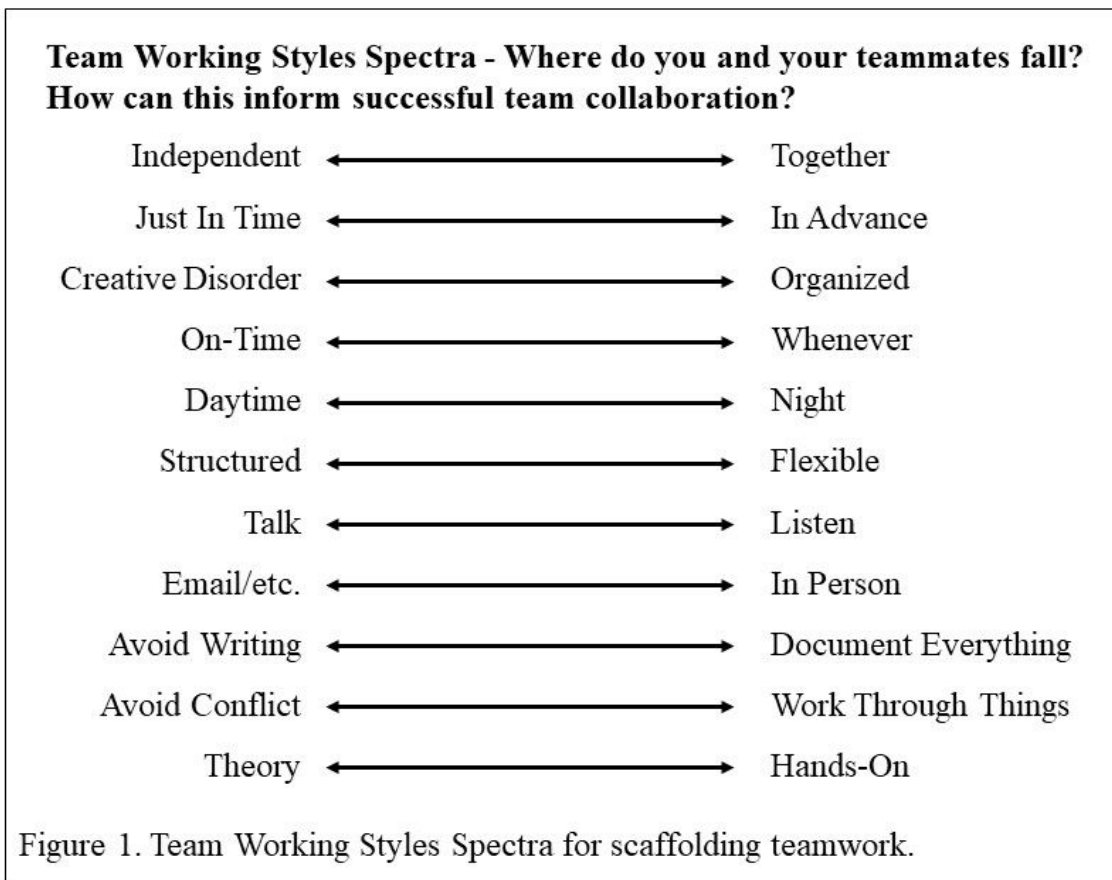 Team Working Styles Spectra - Where do you and your teammates fall?
How can this inform successful team collaboration?
Independent Together
Just In Time In Advance
Creative Disorder Organized
On-Time Whenever
Daytime Night
Structured Flexible
Talk Listen
Email/etc. In Person
Avoid Writing Document Everything
Avoid Conflict Work Through Things
Theory Hands-On
Figure 1. Team Working Styles Spectra for scaffolding teamwork.